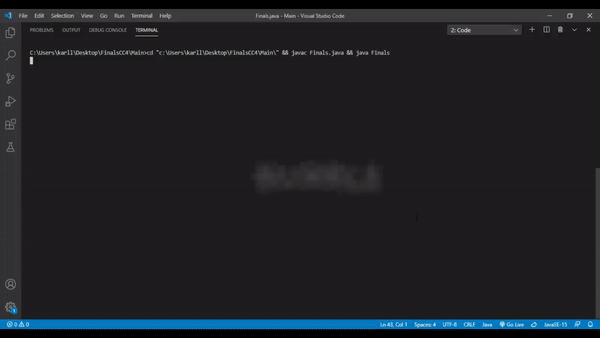 File Edit Selection View Go Run Terminal Help
Finals.java - Main - Visual Studio Code
PROBLEMS OUTPUT DEBUG CONSOLE TERMINAL
2: Code
C:\Users\karll\Desktop\FinalsCC4\Main>cd "c:\Users\karll\Desktop\FinalsCC4\Main\" && javac Finals.java && java Finals
0 0 Ln 43, Col 1 Spaces: 4 UTF-8 CRLF Java Go Live JavaSE-15